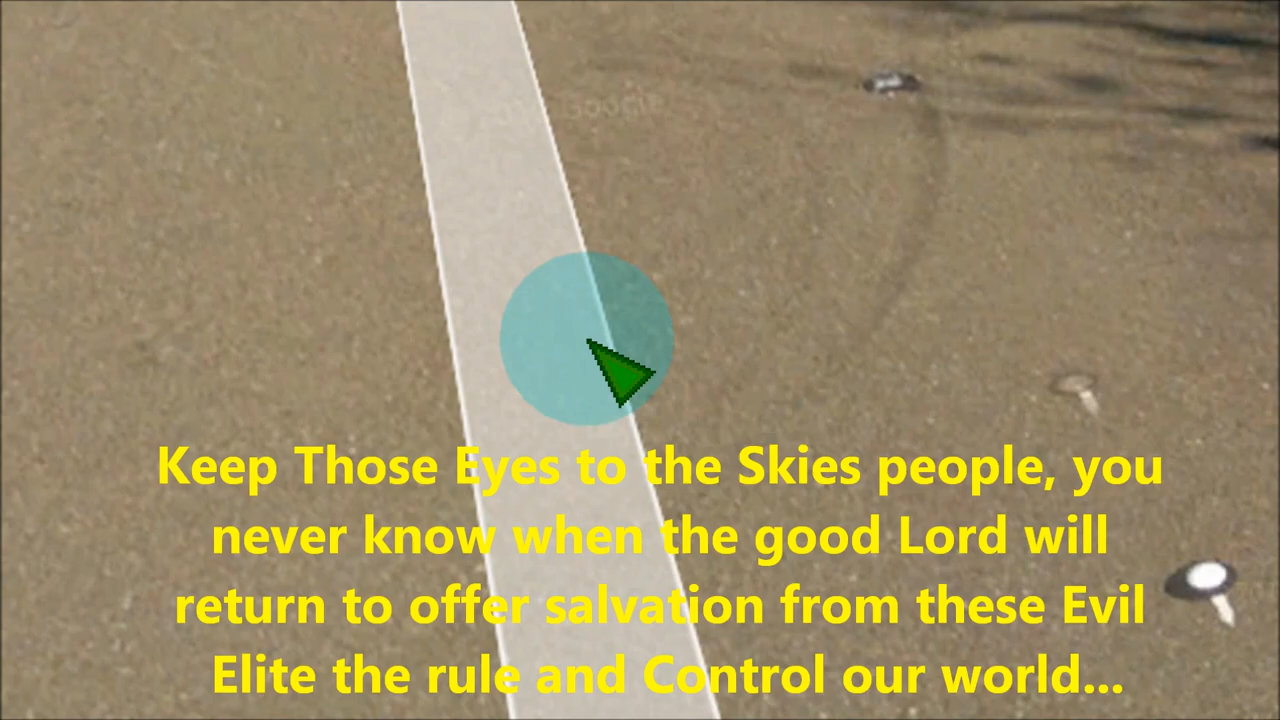 Keep Those Eyes to the Skies people, you
never know when the good Lord will
return to offer salvation from these Evil
Elite the rule and Control our world...